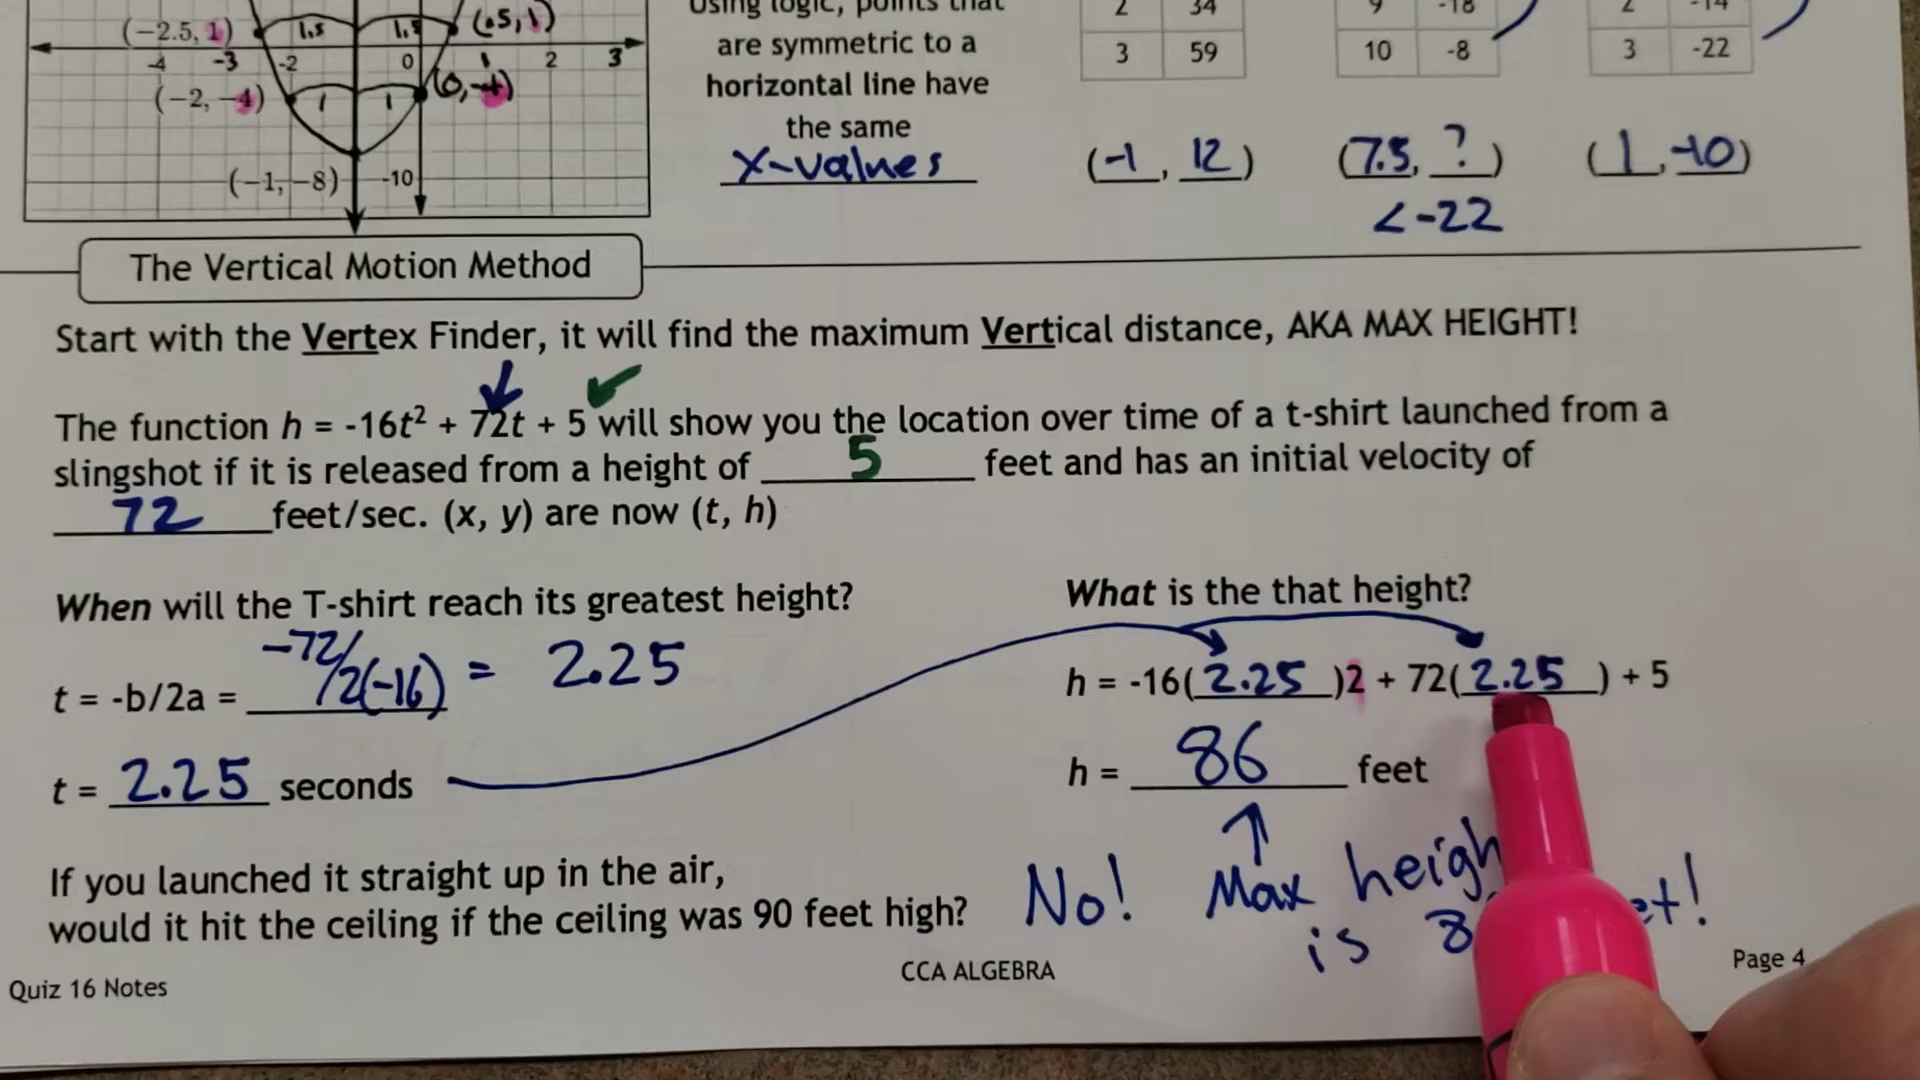 (-2.5, 1) 1.5 1.5 (.5, 1)
-4 -3 -2 0 1 2 3
(-2, -4) 1 1 (0, -4)
(-1, -8) -10
Using logic, points that
are symmetric to a
horizontal line have
the same
x-values
2 34
3 59
(-1, 12)
9 -18
10 -8
(7.5, ?)
< -22
2 -14
3 -22
(1, -10)
The Vertical Motion Method
Start with the Vertex Finder, it will find the maximum Vertical distance, AKA MAX HEIGHT!
The function h = -16t² + 72t + 5 will show you the location over time of a t-shirt launched from a
slingshot if it is released from a height of 5 feet and has an initial velocity of
72 feet/sec. (x, y) are now (t, h)
When will the T-shirt reach its greatest height?
t = -b/2a = -72/2(-16) = 2.25
t = 2.25 seconds
What is the that height?
h = -16( 2.25 )2 + 72( 2.25 ) + 5
h = 86 feet
If you launched it straight up in the air,
would it hit the ceiling if the ceiling was 90 feet high?
No! Max heigh
is 8 et!
Quiz 16 Notes
CCA ALGEBRA
Page 4